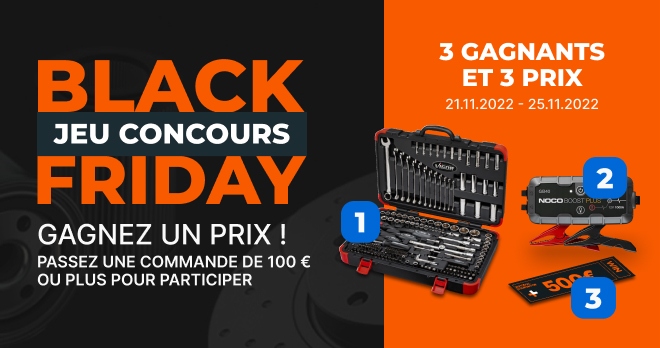 BLACK
JEU CONCOURS
FRIDAY
GAGNEZ UN PRIX !
PASSEZ UNE COMMANDE DE 100 €
OU PLUS POUR PARTICIPER
3 GAGNANTS
ET 3 PRIX
21.11.2022 - 25.11.2022
1
2
NOCO BOOST PLUS
+ 500€
WIN
3